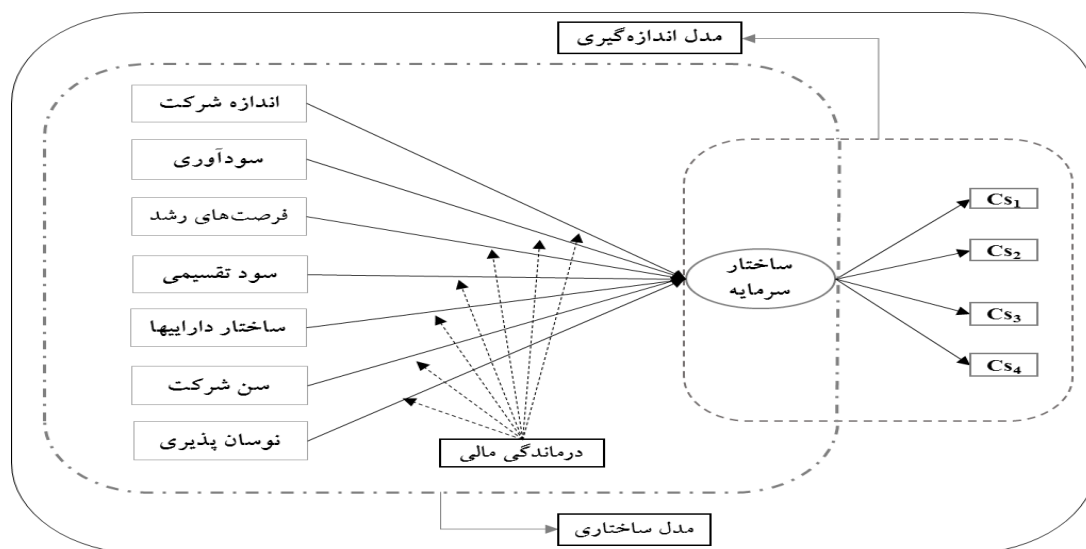 مدل اندازه‌گیری
اندازه شرکت
سودآوری
فرصت‌های رشد
سود تقسیمی
ساختار داراییها
سن شرکت
نوسان پذیری
درماندگی مالی
ساختار
سرمایه
Cs1
Cs2
Cs3
Cs4
مدل ساختاری